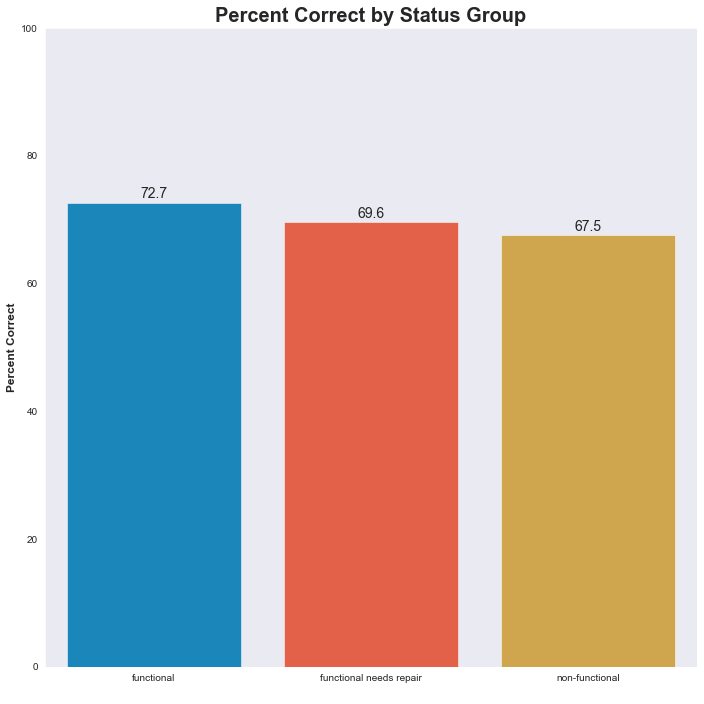 Percent Correct by Status Group
Percent Correct
100
80
60
40
20
0
72.7
69.6
67.5
functional
functional needs repair
non-functional